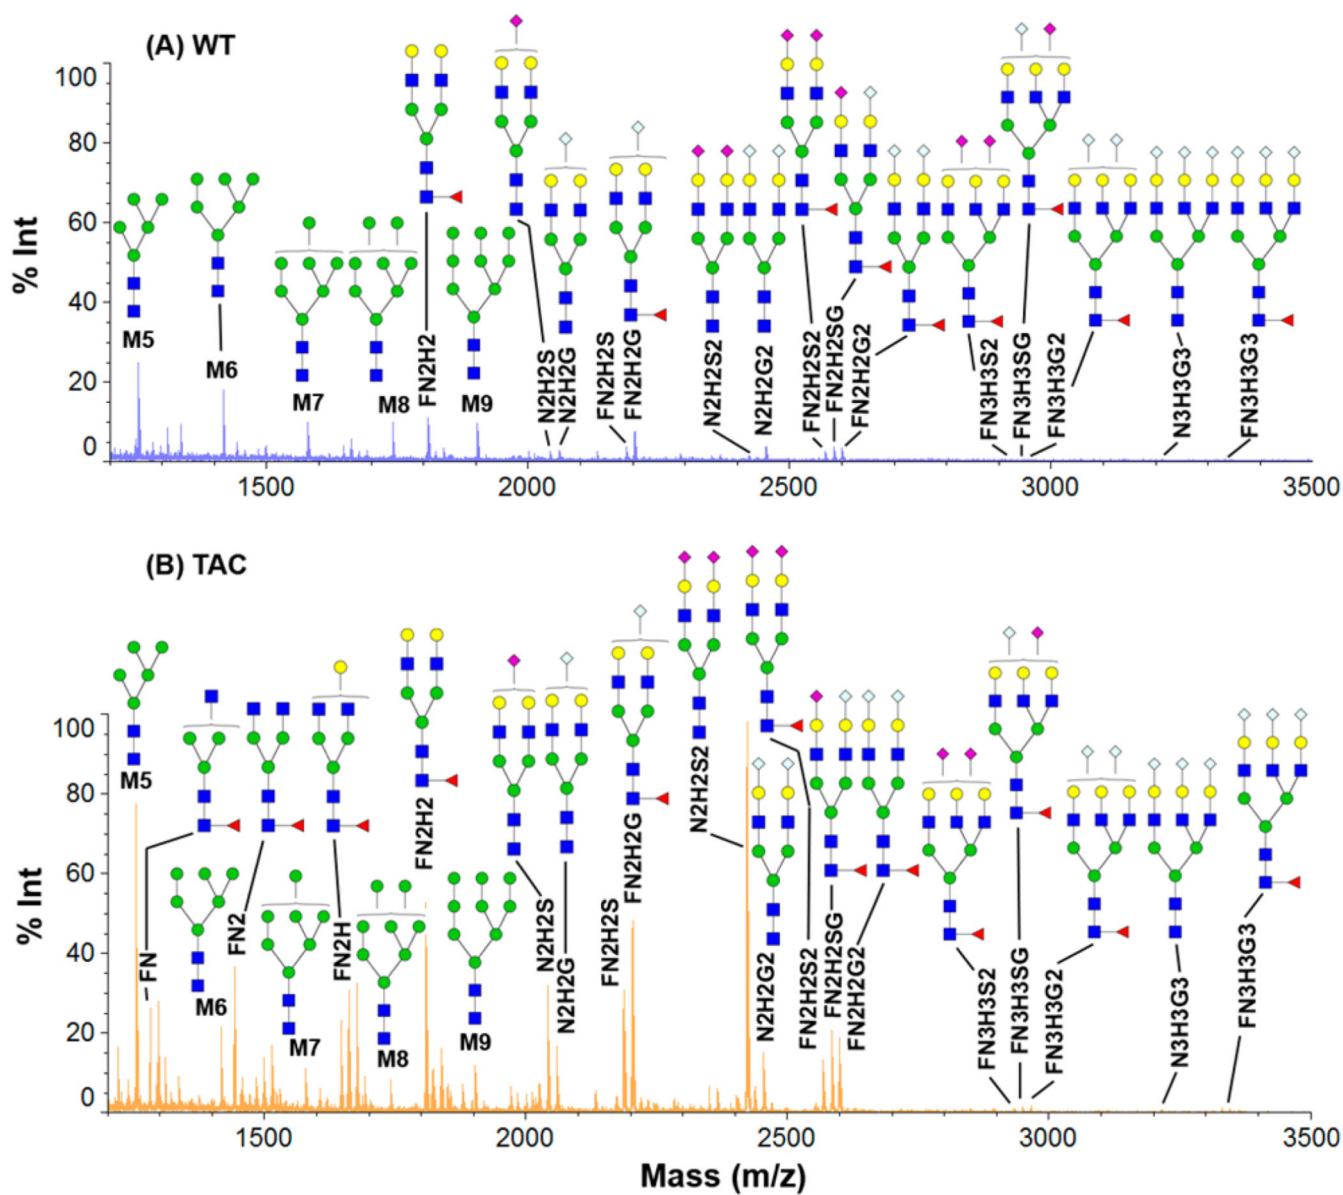 (A) WT
% Int
100
80
60
40
20
0
M5
M6
M7
M8
FN2H2
M9
N2H2S
N2H2G
FN2H2S
FN2H2G
N2H2S2
N2H2G2
FN2H2S2
FN2H2SG
FN2H2G2
FN3H3S2
FN3H3SG
FN3H3G2
N3H3G3
FN3H3G3
1500
2000
2500
3000
3500
(B) TAC
% Int
100
80
60
40
20
0
M5
FN
M6
FN2
M7
FN2H
M8
FN2H2
M9
N2H2S
N2H2G
FN2H2S
FN2H2G
N2H2S2
N2H2G2
FN2H2S2
FN2H2SG
FN2H2G2
FN3H3S2
FN3H3SG
FN3H3G2
N3H3G3
FN3H3G3
1500
2000
2500
3000
3500
Mass (m/z)